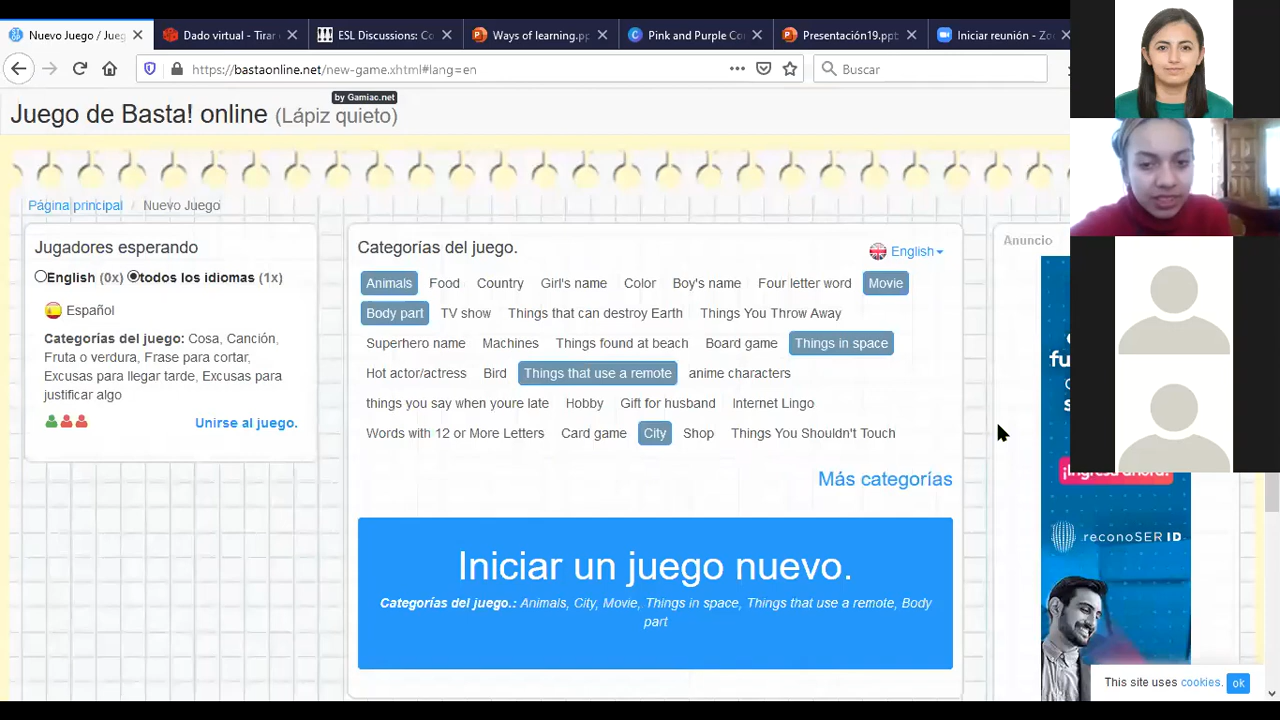 Nuevo Juego / Jueg
Dado virtual - Tirar
ESL Discussions: Co
Ways of learning.pp
Pink and Purple Co
Presentación19.ppt
Iniciar reunión - Zo
https://bastaonline.net/new-game.xhtml#lang=en
Buscar
by Gamiac.net
Juego de Basta! online (Lápiz quieto)
Página principal / Nuevo Juego
Jugadores esperando
English (0x) todos los idiomas (1x)
Español
Categorías del juego: Cosa, Canción,
Fruta o verdura, Frase para cortar,
Excusas para llegar tarde, Excusas para
justificar algo
Unirse al juego.
Categorías del juego.
English
Animals Food Country Girl's name Color Boy's name Four letter word Movie
Body part TV show Things that can destroy Earth Things You Throw Away
Superhero name Machines Things found at beach Board game Things in space
Hot actor/actress Bird Things that use a remote anime characters
things you say when youre late Hobby Gift for husband Internet Lingo
Words with 12 or More Letters Card game City Shop Things You Shouldn't Touch
Más categorías
Iniciar un juego nuevo.
Categorías del juego.: Animals, City, Movie, Things in space, Things that use a remote, Body
part
Anuncio
reconoSER ID
This site uses cookies. ok